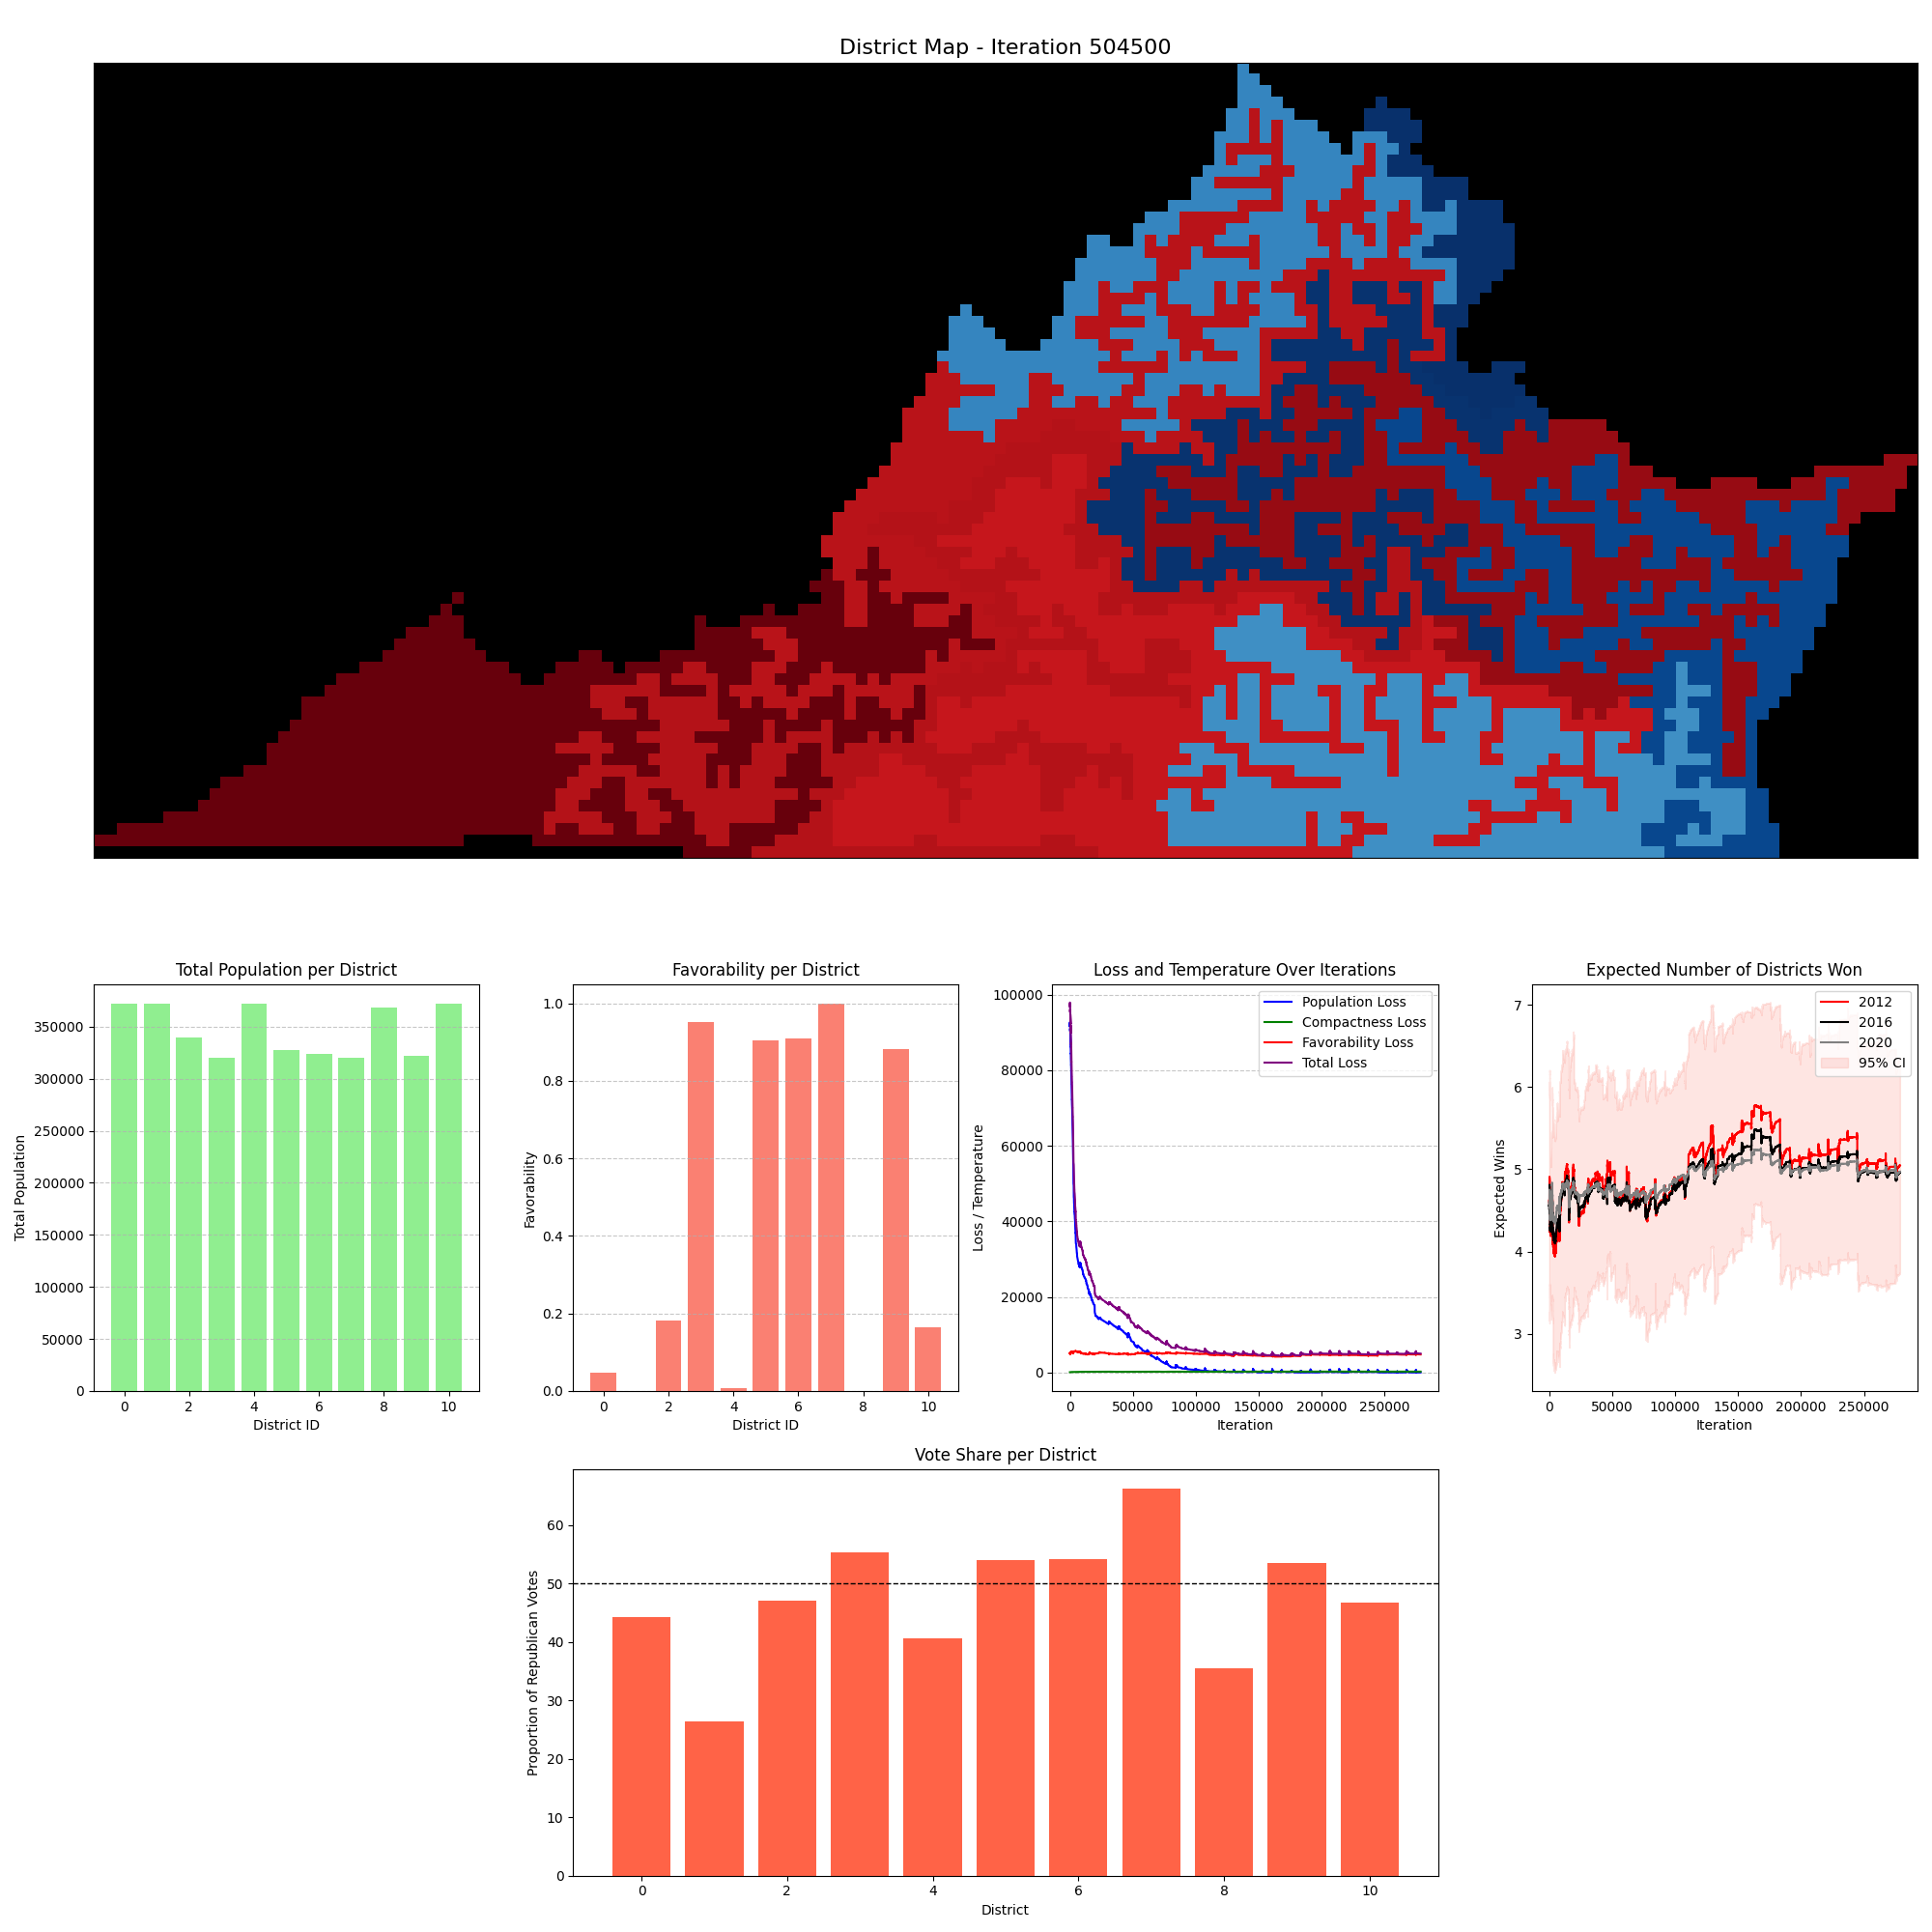 District Map - Iteration 504500
Total Population per District
Total Population
350000
300000
250000
200000
150000
100000
50000
0
0 2 4 6 8 10
District ID
Favorability per District
Favorability
1.0
0.8
0.6
0.4
0.2
0.0
0 2 4 6 8 10
District ID
Loss and Temperature Over Iterations
Loss / Temperature
100000
80000
60000
40000
20000
0
Population Loss
Compactness Loss
Favorability Loss
Total Loss
0 50000 100000 150000 200000 250000
Iteration
Expected Number of Districts Won
Expected Wins
7
6
5
4
3
2012
2016
2020
95% CI
0 50000 100000 150000 200000 250000
Iteration
Vote Share per District
Proportion of Republican Votes
60
50
40
30
20
10
0
0 2 4 6 8 10
District